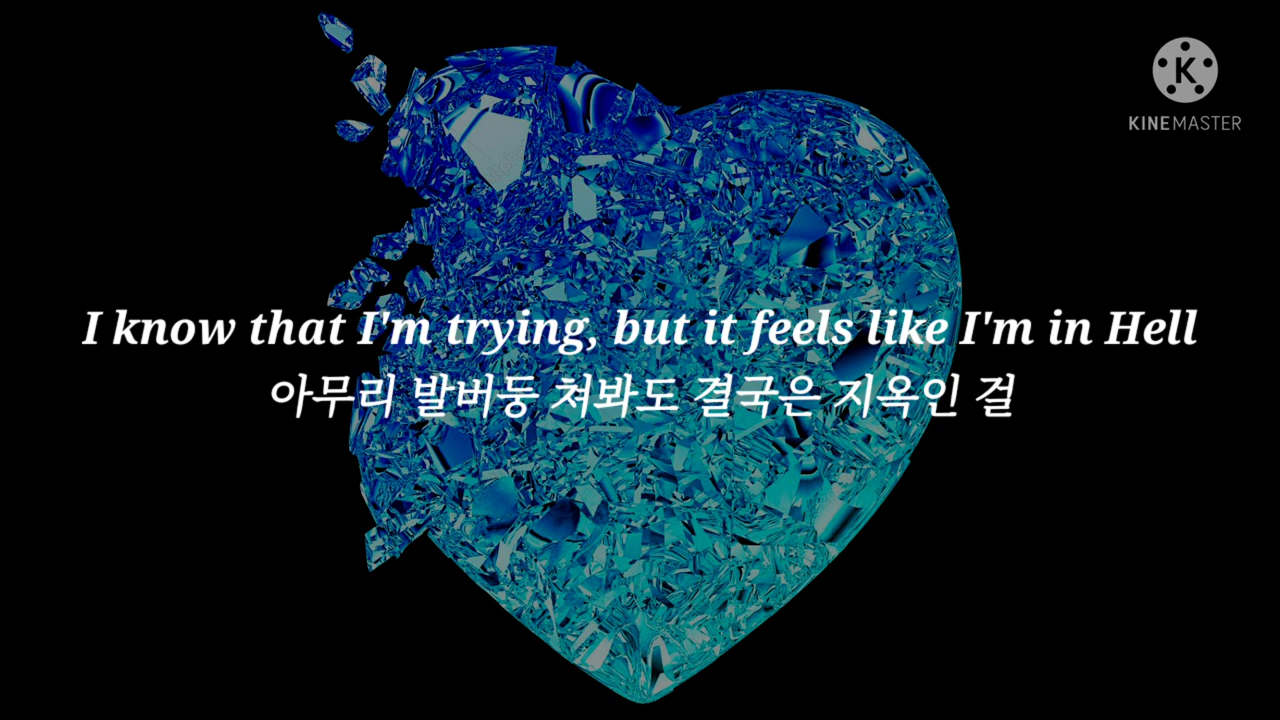 K
KINEMASTER
I know that I'm trying, but it feels like I'm in Hell
아무리 발버둥 쳐봐도 결국은 지옥인 걸